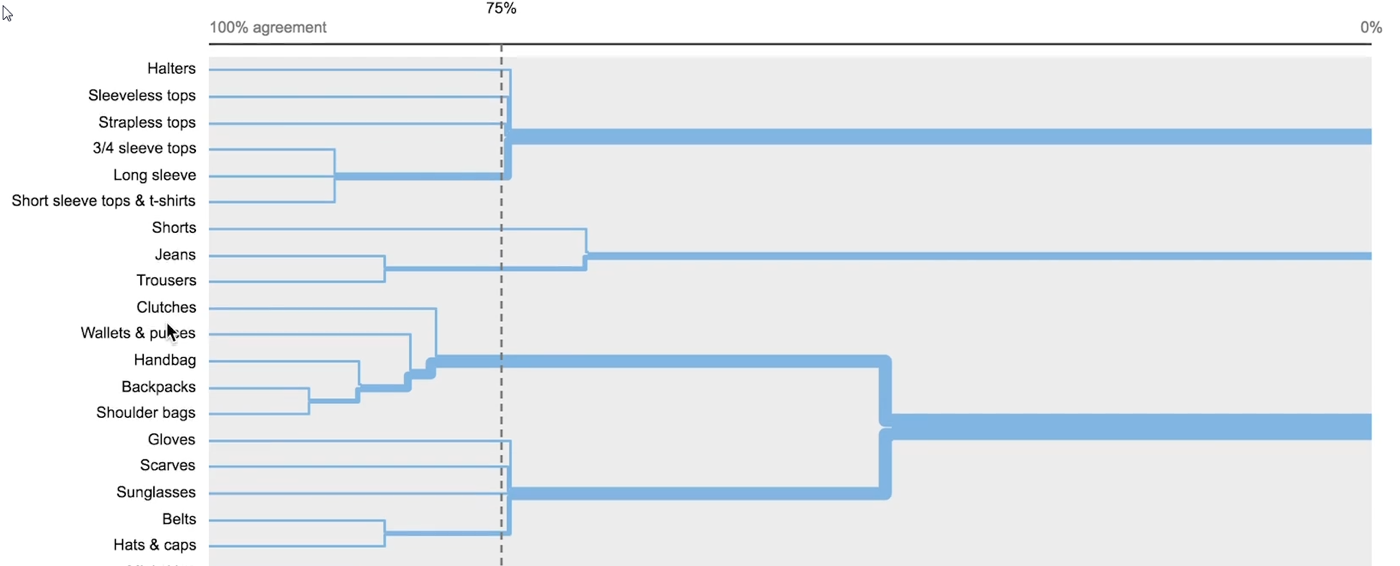 75%
100% agreement 0%
Halters
Sleeveless tops
Strapless tops
3/4 sleeve tops
Long sleeve
Short sleeve tops & t-shirts
Shorts
Jeans
Trousers
Clutches
Wallets &
Handbag
Backpacks
Shoulder bags
Gloves
Scarves
Sunglasses
Belts
Hats & caps